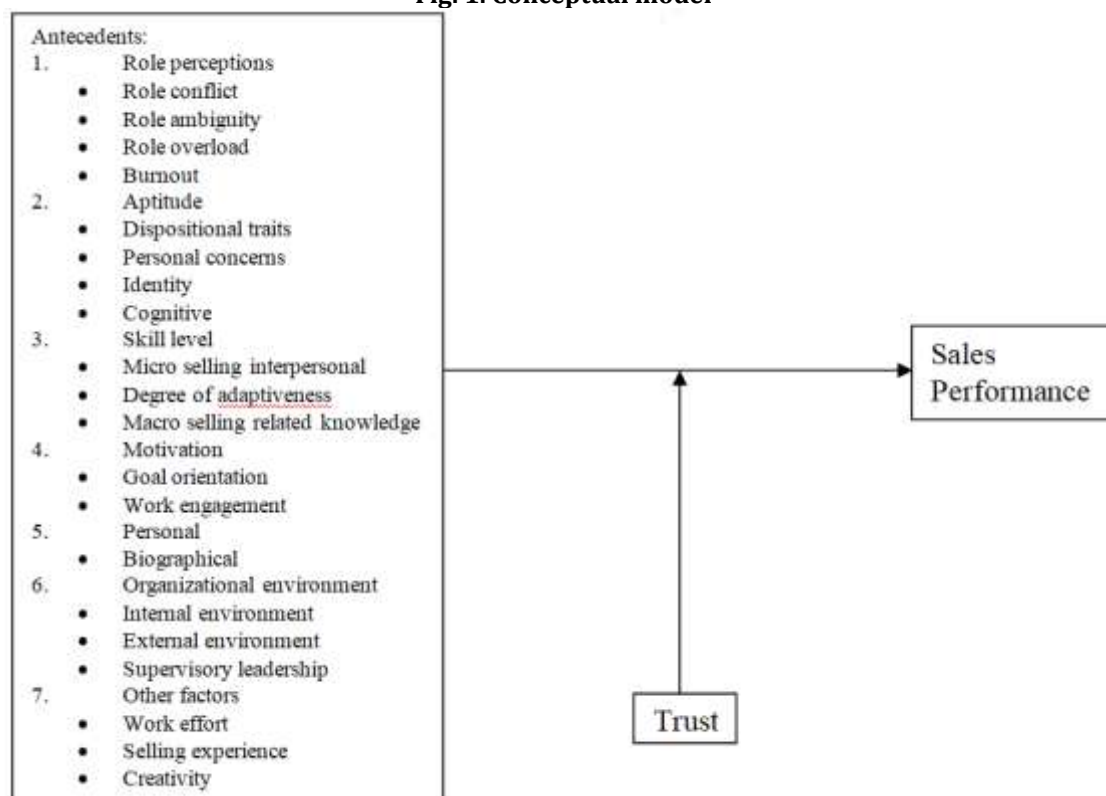 Fig. 1. Conceptual model
Antecedents:
1. Role perceptions
• Role conflict
• Role ambiguity
• Role overload
• Burnout
2. Aptitude
• Dispositional traits
• Personal concerns
• Identity
• Cognitive
3. Skill level
• Micro selling interpersonal
• Degree of adaptiveness
• Macro selling related knowledge
4. Motivation
• Goal orientation
• Work engagement
5. Personal
• Biographical
6. Organizational environment
• Internal environment
• External environment
• Supervisory leadership
7. Other factors
• Work effort
• Selling experience
• Creativity
Sales
Performance
Trust